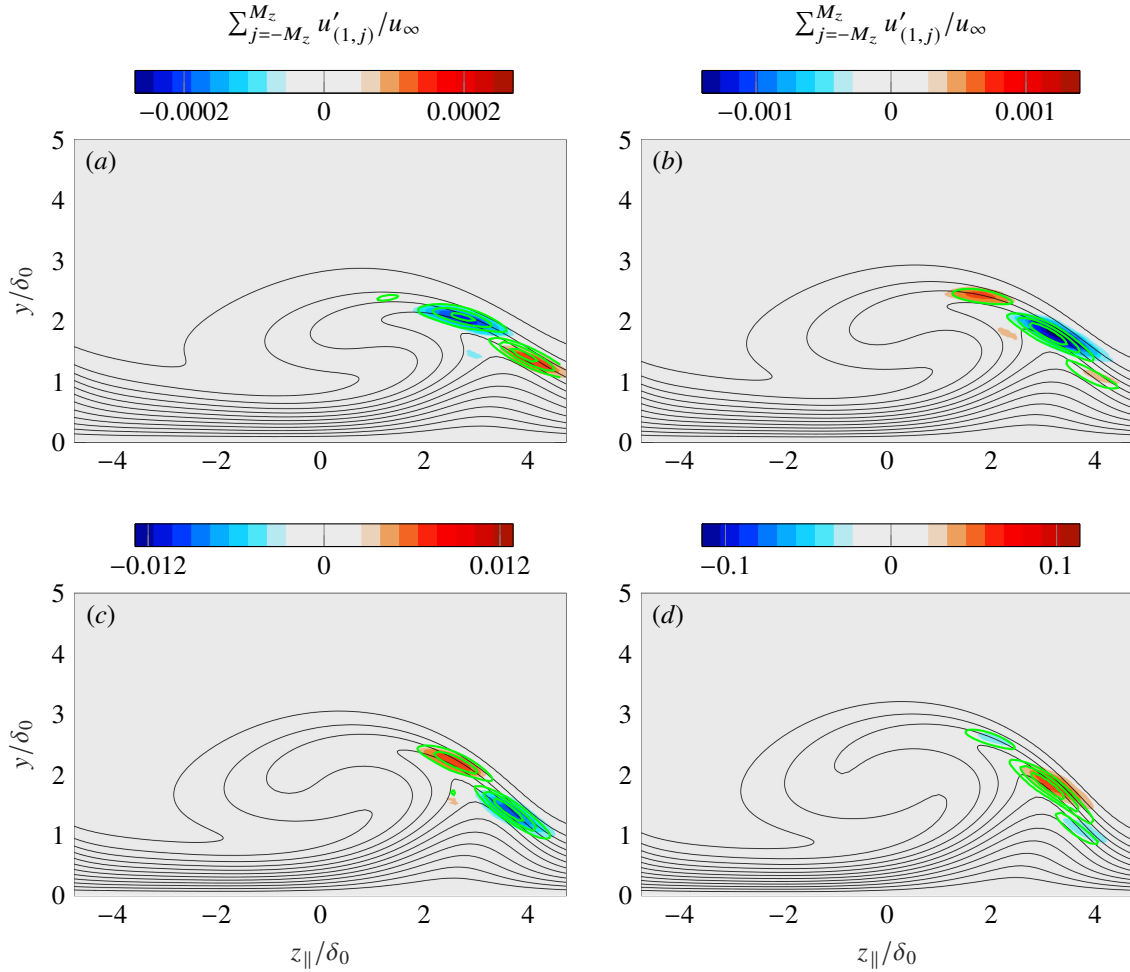 ∑_{j=−M_z}^{M_z} u′_{(1,j)}/u_∞ ∑_{j=−M_z}^{M_z} u′_{(1,j)}/u_∞
−0.0002 0 0.0002 −0.001 0 0.001
(a) (b)
5 5
4 4
3 3
y/δ_0
2 2
1 1
0 0
−4 −2 0 2 4 −4 −2 0 2 4
−0.012 0 0.012 −0.1 0 0.1
(c) (d)
5 5
4 4
3 3
y/δ_0
2 2
1 1
0 0
−4 −2 0 2 4 −4 −2 0 2 4
z_∥/δ_0 z_∥/δ_0